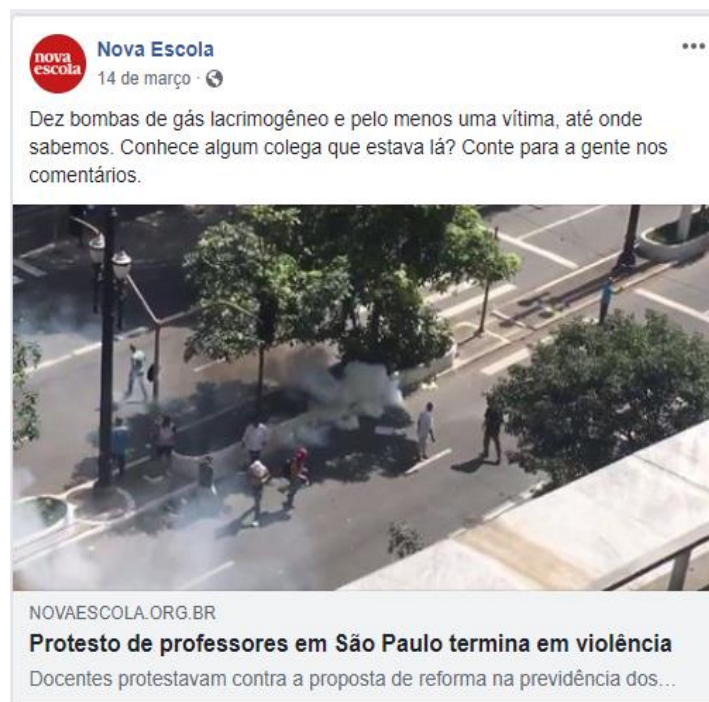 nova
escola
Nova Escola
14 de março ·
Dez bombas de gás lacrimogêneo e pelo menos uma vítima, até onde
sabemos. Conhece algum colega que estava lá? Conte para a gente nos
comentários.
NOVAESCOLA.ORG.BR
Protesto de professores em São Paulo termina em violência
Docentes protestavam contra a proposta de reforma na previdência dos...